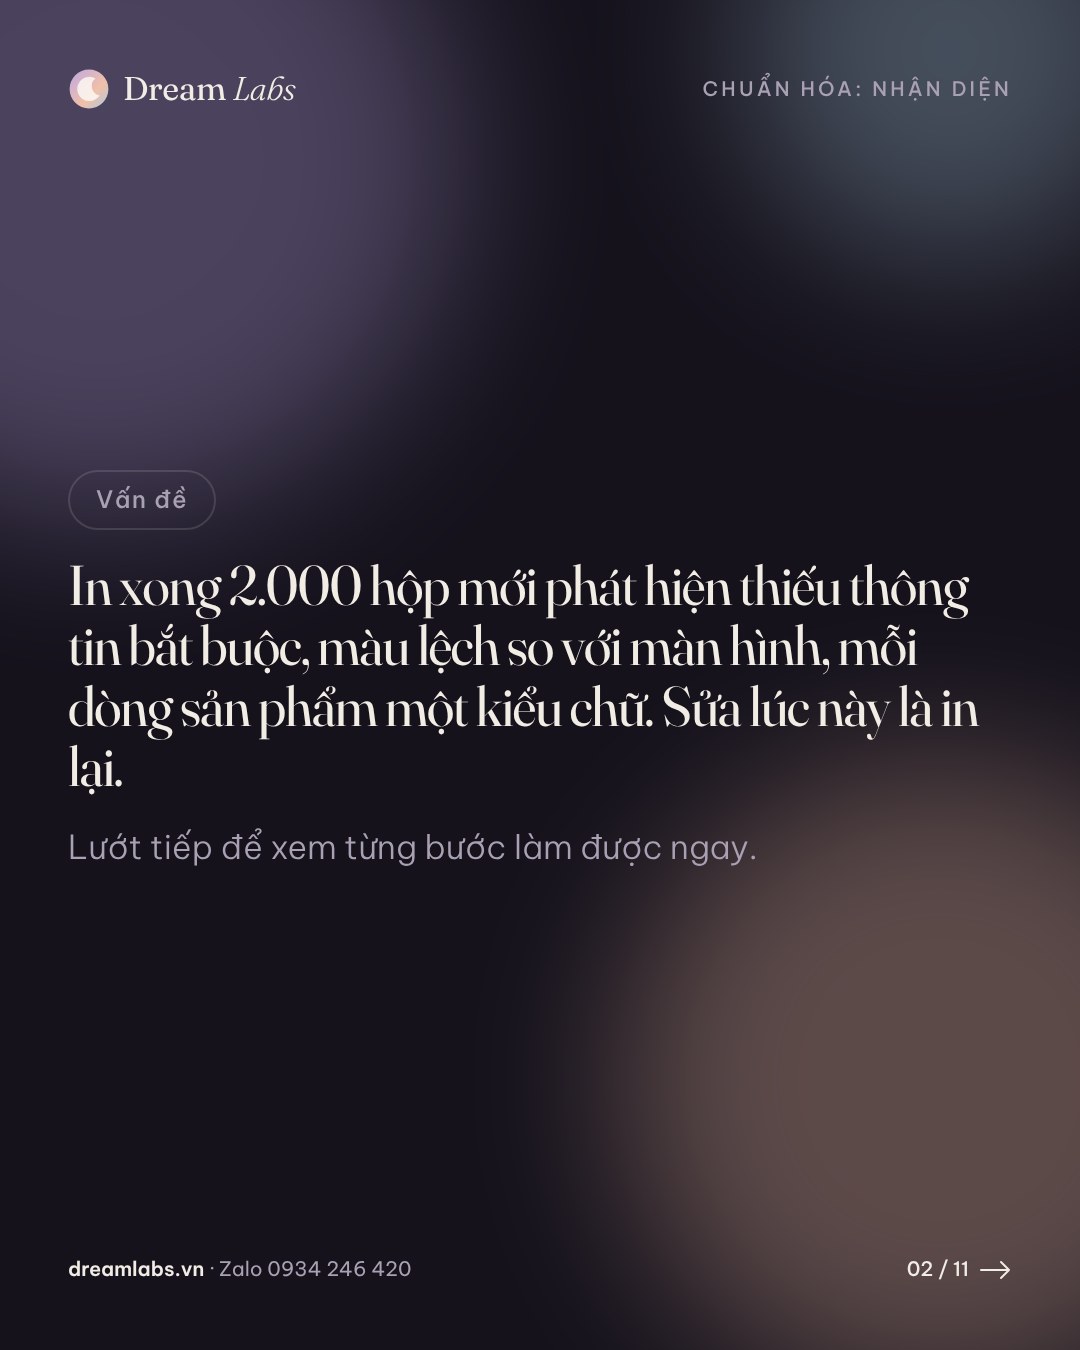 Dream Labs
CHUẨN HÓA: NHẬN DIỆN
Vấn đề
In xong 2.000 hộp mới phát hiện thiếu thông
tin bắt buộc, màu lệch so với màn hình, mỗi
dòng sản phẩm một kiểu chữ. Sửa lúc này là in
lại.
Lướt tiếp để xem từng bước làm được ngay.
dreamlabs.vn · Zalo 0934 246 420
02 / 11 →